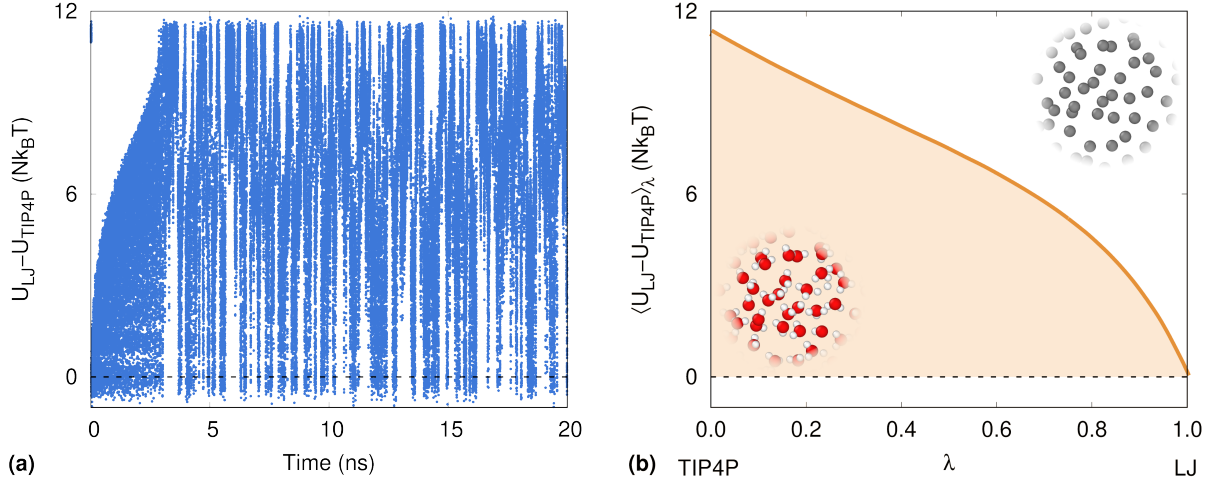 12
6
0
U_LJ−U_TIP4P (Nk_BT)
0
5
10
15
20
(a)
Time (ns)
12
6
0
⟨U_LJ−U_TIP4P⟩_λ (Nk_BT)
0.0
0.2
0.4
0.6
0.8
1.0
(b)
TIP4P
λ
LJ